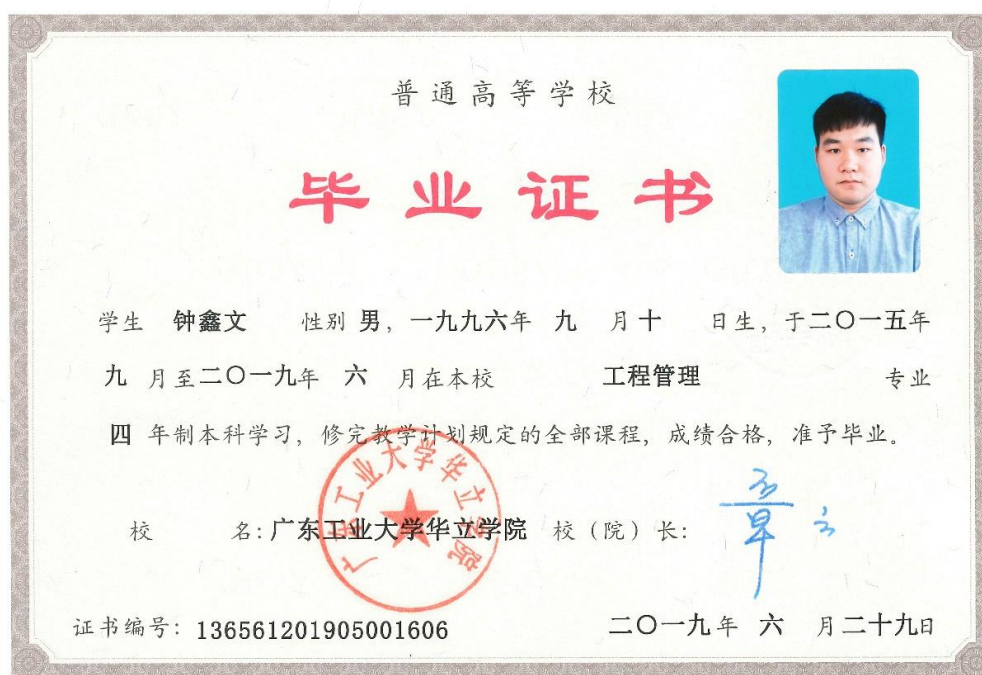 普通高等学校
毕业证书
学生 钟鑫文 性别 男，一九九六年 九 月十 日生，于二〇一五年
九 月至二〇一九年 六 月在本校 工程管理 专业
四 年制本科学习，修完教学计划规定的全部课程，成绩合格，准予毕业。
广东工业大学华立学院
校 名：广东工业大学华立学院 校（院）长：
证书编号：136561201905001606 二〇一九年 六 月二十九日